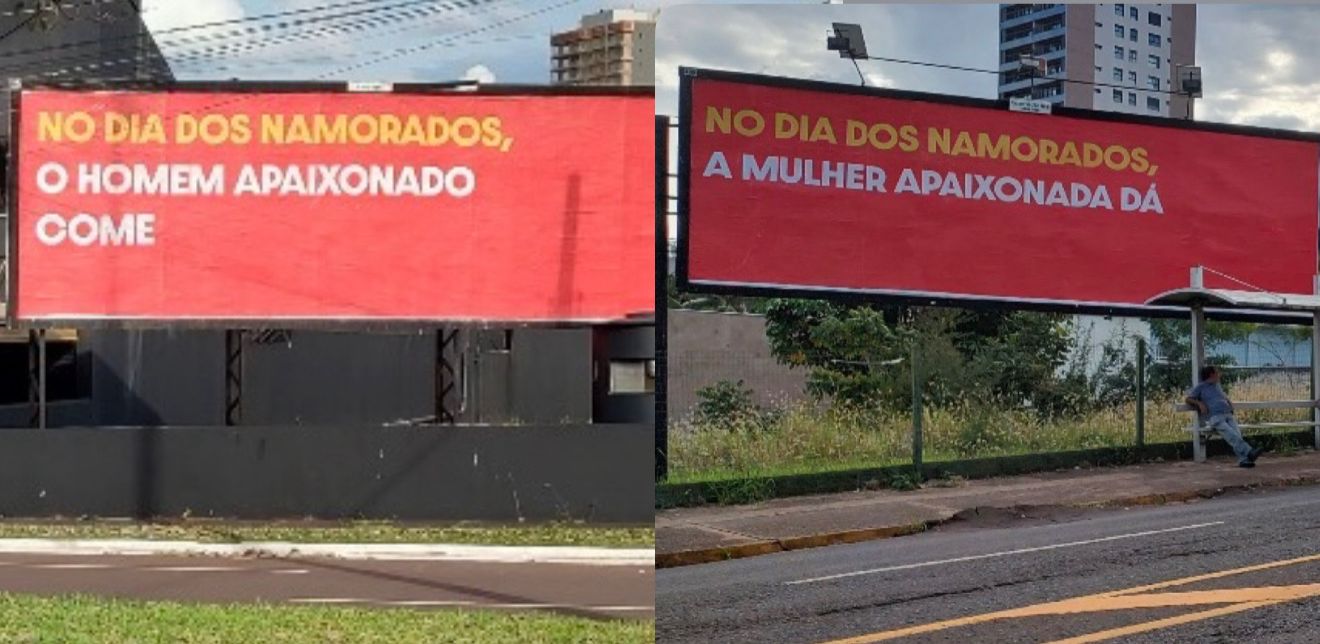 NO DIA DOS NAMORADOS,
O HOMEM APAIXONADO
COME
NO DIA DOS NAMORADOS,
A MULHER APAIXONADA DÁ